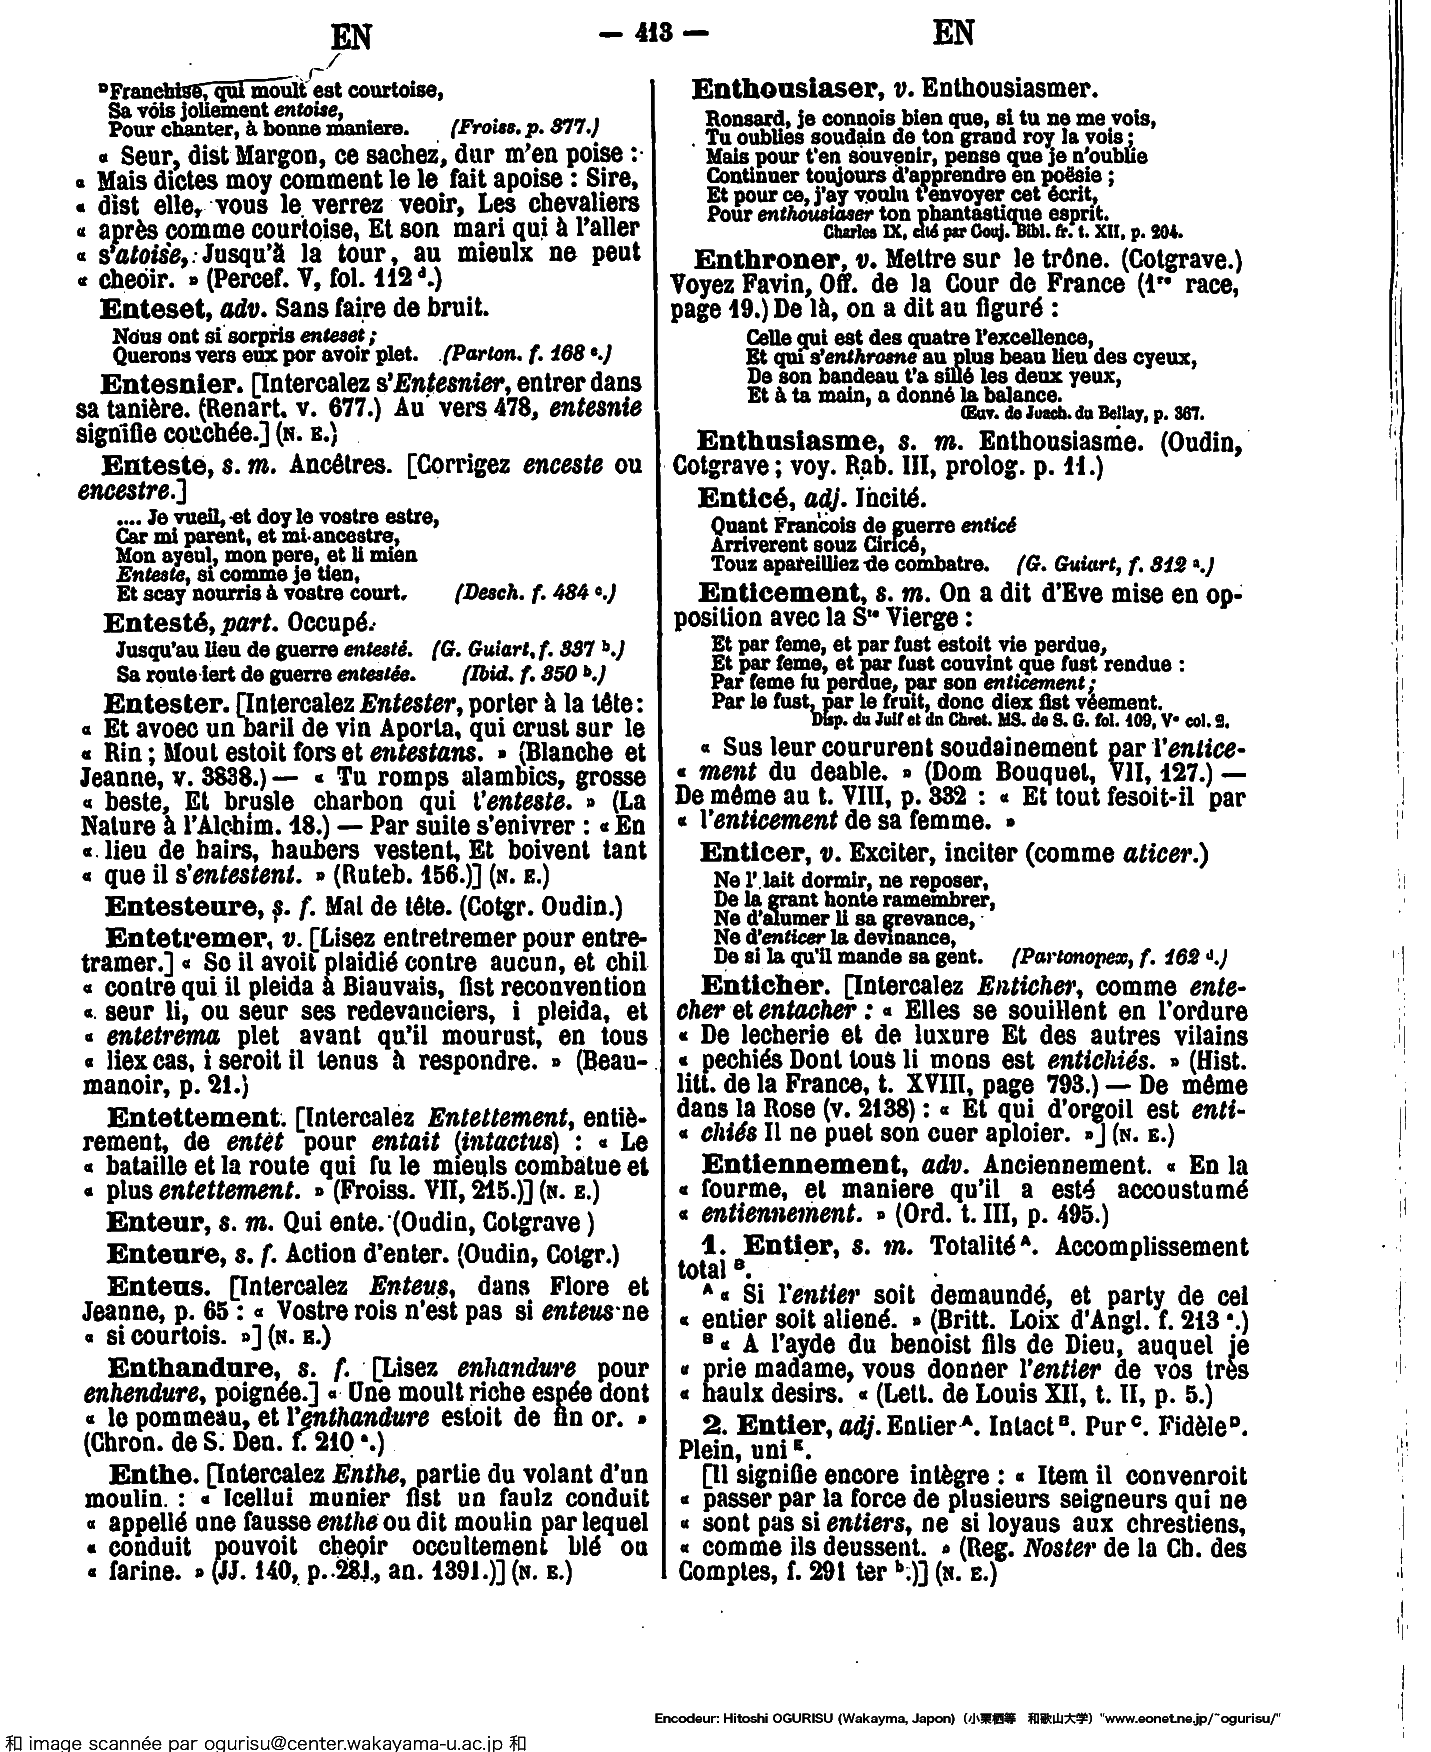 EN
— 413 —
EN
ᴰ Franchise, qui moult est courtoise,
Sa vois joliement entoise,
Pour chanter, à bonne maniere. (Froiss. p. 377.)
« Seur, dist Margon, ce sachez, dur m'en poise :
« Mais dictes moy comment le le fait apoise : Sire,
« dist elle, vous le verrez veoir, Les chevaliers
« après comme courtoise, Et son mari qui à l'aller
« s'atoise, Jusqu'à la tour, au mieulx ne peut
« cheoir. » (Percef. V, fol. 112 ᵈ.)
Enteset, adv. Sans faire de bruit.
Nous ont si sorpris enteset ;
Querons vers eux por avoir plet. (Parton. f. 168 ᵉ.)
Entesnier. [Intercalez s'Entesnier, entrer dans
sa tanière. (Renart. v. 677.) Au vers 478, entesnie
signifie couchée.] (N. E.)
Enteste, s. m. Ancêtres. [Corrigez enceste ou
encestre.]
.... Je vueil, et doy le vostre estre,
Car mi parent, et mi ancestre,
Mon ayeul, mon pere, et li mien
Enteste, si comme je tien,
Et scay nourris à vostre court. (Desch. f. 484 ᶜ.)
Entesté, part. Occupé.
Jusqu'au lieu de guerre entesté. (G. Guiart, f. 337 ᵇ.)
Sa route iert de guerre entestée. (Ibid. f. 350 ᵇ.)
Entester. [Intercalez Entester, porter à la tête :
« Et avoec un baril de vin Aporta, qui crust sur le
« Rin ; Mout estoit fors et entestans. » (Blanche et
Jeanne, v. 3838.) — « Tu romps alambics, grosse
« beste, Et brusle charbon qui t'enteste. » (La
Nature à l'Alchim. 18.) — Par suite s'enivrer : « En
« lieu de hairs, haubers vestent, Et boivent tant
« que il s'entestent. » (Ruteb. 156.)] (N. E.)
Entesteure, s. f. Mal de tête. (Cotgr. Oudin.)
Entetremer, v. [Lisez entretremer pour entre-
tramer.] « Se il avoit plaidié contre aucun, et chil
« contre qui il pleida à Biauvais, fist reconvention
« seur li, ou seur ses redevanciers, i pleida, et
« entetrema plet avant qu'il mourust, en tous
« liex cas, i seroit il tenus à respondre. » (Beau-
manoir, p. 21.)
Entettement. [Intercalez Entettement, entiè-
rement, de entèt pour entait (intactus) : « Le
« bataille et la route qui fu le mieuls combatue et
« plus entettement. » (Froiss. VII, 215.)] (N. E.)
Enteur, s. m. Qui ente. (Oudin, Cotgrave )
Enteure, s. f. Action d'enter. (Oudin, Cotgr.)
Enteus. [Intercalez Enteus, dans Flore et
Jeanne, p. 65 : « Vostre rois n'est pas si enteus ne
« si courtois. »] (N. E.)
Enthandure, s. f. [Lisez enhandure pour
enhendure, poignée.] « Une moult riche espée dont
« le pommeau, et l'enthandure estoit de fin or. »
(Chron. de S. Den. f. 210 ᵃ.)
Enthe. [Intercalez Enthe, partie du volant d'un
moulin. : « Icellui munier fist un faulz conduit
« appellé une fausse enthe ou dit moulin par lequel
« conduit pouvoit cheoir occultement blé ou
« farine. » (JJ. 140, p. 281, an. 1391.)] (N. E.)
Enthousiaser, v. Enthousiasmer.
Ronsard, je connois bien que, si tu ne me vois,
Tu oublies soudain de ton grand roy la vois ;
Mais pour t'en souvenir, pense que je n'oublie
Continuer toujours d'apprendre en poësie ;
Et pour ce, j'ay voulu t'envoyer cet écrit,
Pour enthousiaser ton phantastique esprit.
Charles IX, cité par Gouj. Bibl. fr. t. XII, p. 204.
Enthroner, v. Mettre sur le trône. (Cotgrave.)
Voyez Favin, Off. de la Cour de France (1ʳᵉ race,
page 19.) De là, on a dit au figuré :
Celle qui est des quatre l'excellence,
Et qui s'enthrosne au plus beau lieu des cyeux,
De son bandeau t'a sillé les deux yeux,
Et à ta main, a donné la balance.
Œuv. de Joach. du Bellay, p. 367.
Enthusiasme, s. m. Enthousiasme. (Oudin,
Cotgrave ; voy. Rab. III, prolog. p. 11.)
Enticé, adj. Incité.
Quant Francois de guerre enticé
Arriverent souz Ciricé,
Touz apareilliez de combatre. (G. Guiart, f. 312 ᵃ.)
Enticement, s. m. On a dit d'Eve mise en op-
position avec la Sᵗᵉ Vierge :
Et par feme, et par fust estoit vie perdue,
Et par feme, et par fust couvint que fust rendue :
Par feme fu perdue, par son enticement ;
Par le fust, par le fruit, donc diex fist véement.
Disp. du Juif et du Chret. MS. de S. G. fol. 109, Vᵒ col. 2.
« Sus leur coururent soudainement par l'entice-
« ment du deable. » (Dom Bouquet, VII, 127.) —
De même au t. VIII, p. 332 : « Et tout fesoit-il par
« l'enticement de sa femme. »
Enticer, v. Exciter, inciter (comme aticer.)
Ne l' lait dormir, ne reposer,
De la grant honte ramembrer,
Ne d'alumer li sa grevance,
Ne d'enticer la devinance,
De si la qu'il mande sa gent. (Partonopex, f. 162 ᵈ.)
Enticher. [Intercalez Enticher, comme ente-
cher et entacher : « Elles se souillent en l'ordure
« De lecherie et de luxure Et des autres vilains
« pechiés Dont tous li mons est entichiés. » (Hist.
litt. de la France, t. XVIII, page 793.) — De même
dans la Rose (v. 2138) : « Et qui d'orgoil est enti-
« chiés Il ne puet son cuer aploier. »] (N. E.)
Entiennement, adv. Anciennement. « En la
« fourme, et maniere qu'il a esté accoustumé
« entiennement. » (Ord. t. III, p. 495.)
1. Entier, s. m. Totalité ᴬ. Accomplissement
total ᴮ.
ᴬ « Si l'entier soit demaundé, et party de cel
« entier soit aliené. » (Britt. Loix d'Angl. f. 213 ᵃ.)
ᴮ « A l'ayde du benoist fils de Dieu, auquel je
« prie madame, vous donner l'entier de vos très
« haulx desirs. « (Lett. de Louis XII, t. II, p. 5.)
2. Entier, adj. Entier ᴬ. Intact ᴮ. Pur ᶜ. Fidèle ᴰ.
Plein, uni ᴱ.
[Il signifie encore intègre : « Item il convenroit
« passer par la force de plusieurs seigneurs qui ne
« sont pas si entiers, ne si loyaus aux chrestiens,
« comme ils deussent. » (Reg. Noster de la Ch. des
Comptes, f. 291 ter ᵇ.)] (N. E.)
Encodeur: Hitoshi OGURISU (Wakayma, Japon)（小栗栖等　和歌山大学）"www.eonet.ne.jp/~ogurisu/"
和 image scannée par ogurisu@center.wakayama-u.ac.jp 和